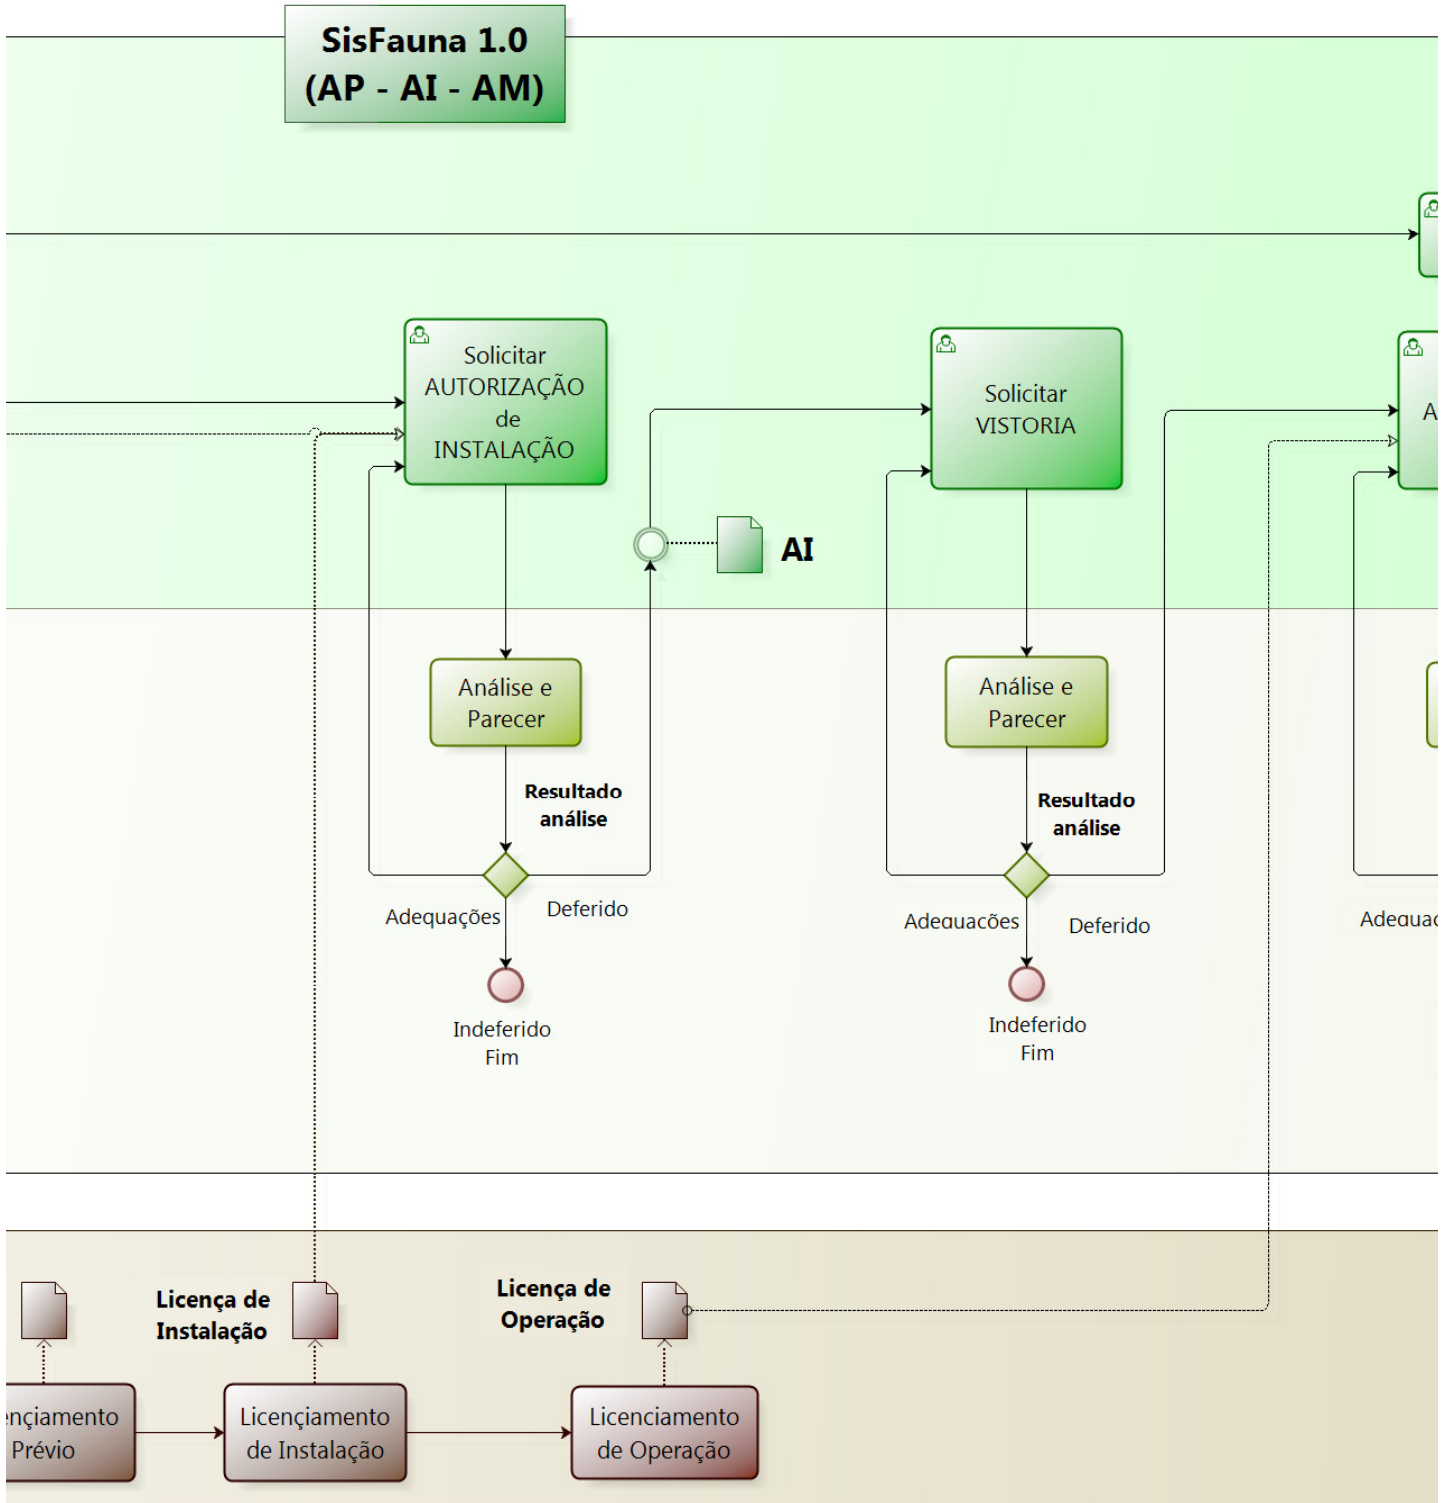 SisFauna 1.0
(AP - AI - AM)
Solicitar
AUTORIZAÇÃO
de
INSTALAÇÃO
Solicitar
VISTORIA
A
AI
Análise e
Parecer
Análise e
Parecer
Resultado
análise
Resultado
análise
Adequações
Deferido
Adequacões
Deferido
Adequac
Indeferido
Fim
Indeferido
Fim
Licença de
Instalação
Licença de
Operação
ençiamento
Prévio
Licençiamento
de Instalação
Licenciamento
de Operação